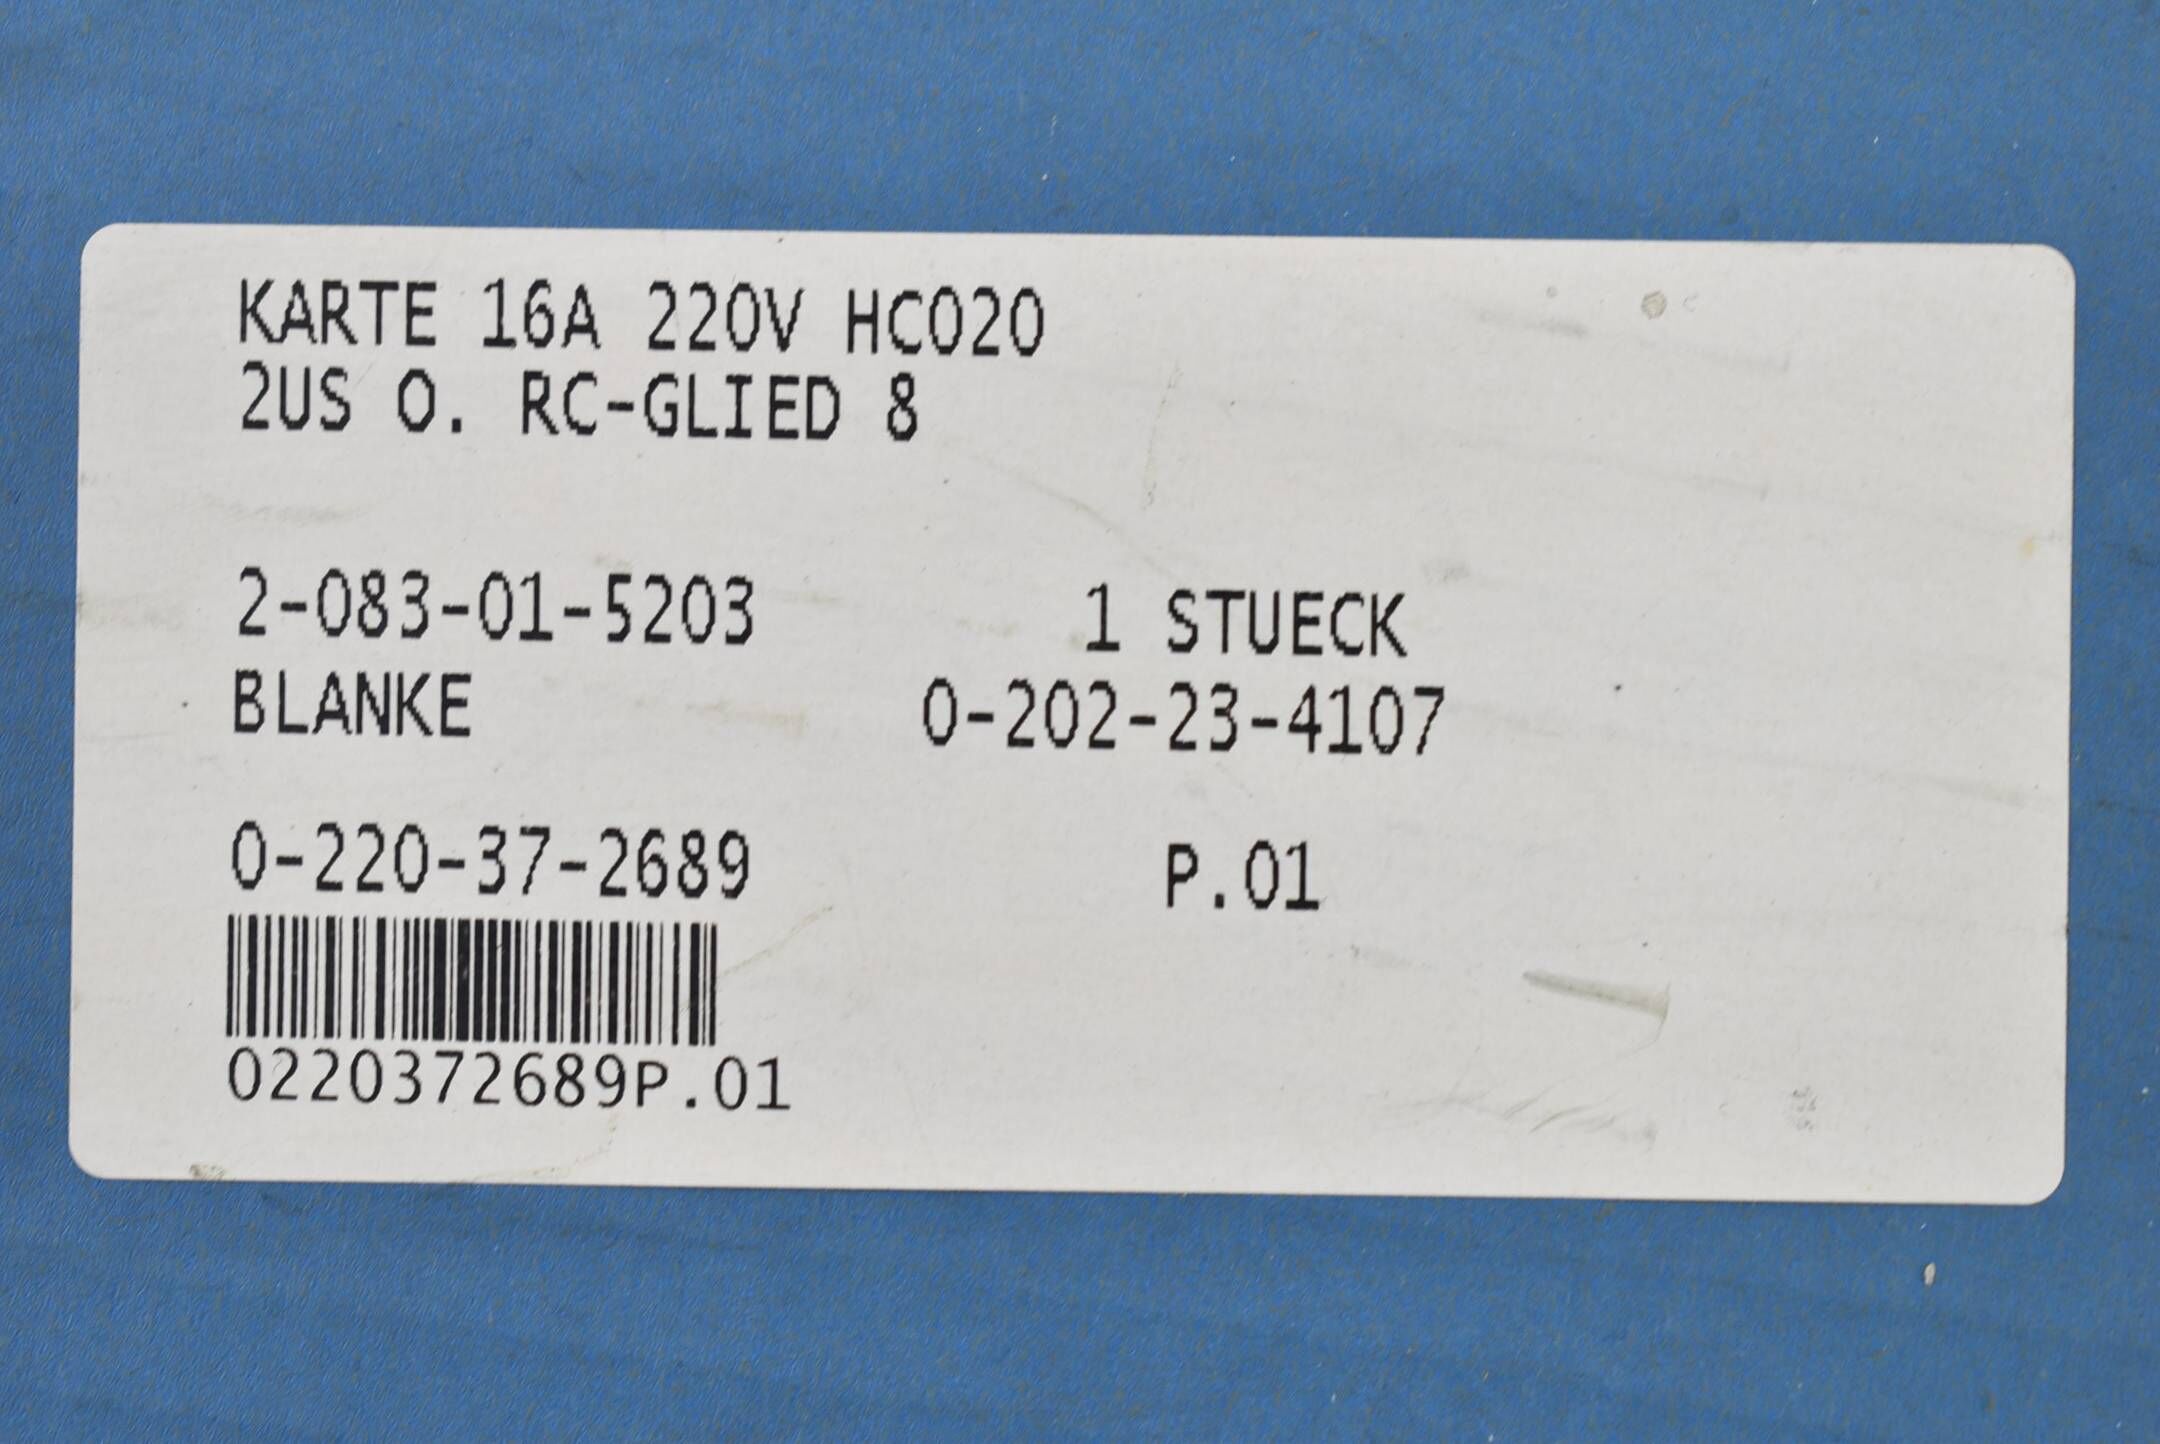 KARTE 16A 220V HC020
2US O. RC-GLIED 8
2-083-01-5203 1 STUECK
BLANKE 0-202-23-4107
0-220-37-2689 P.01
0220372689P.01